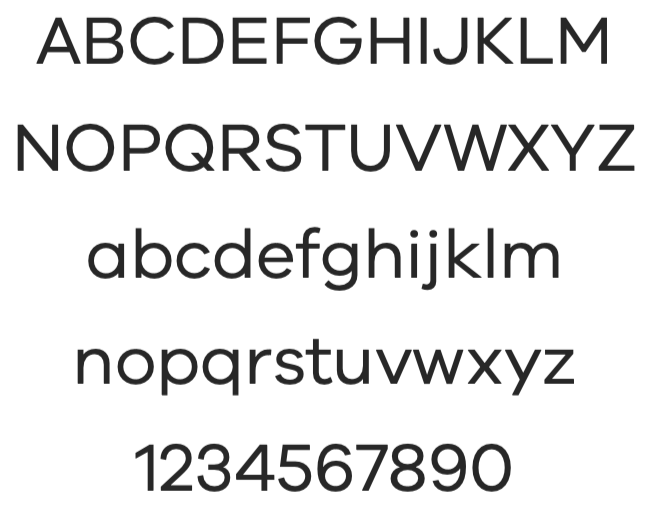 ABCDEFGHIJKLM
NOPQRSTUVWXYZ
abcdefghijklm
nopqrstuvwxyz
1234567890